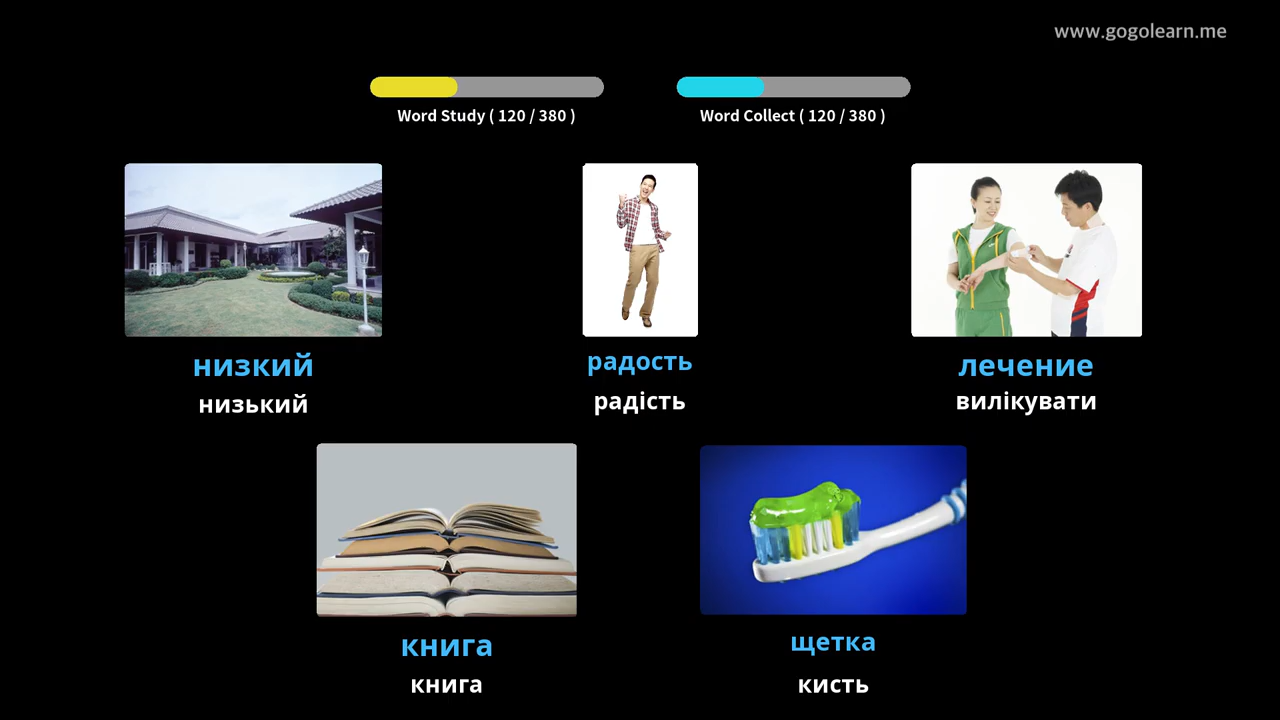 www.gogolearn.me
Word Study ( 120 / 380 )
Word Collect ( 120 / 380 )
низкий
низький
радость
радість
лечение
вилікувати
книга
книга
щетка
кисть